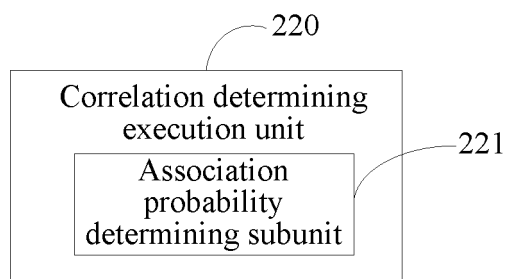 220
Correlation determining
execution unit
221
Association
probability
determining subunit